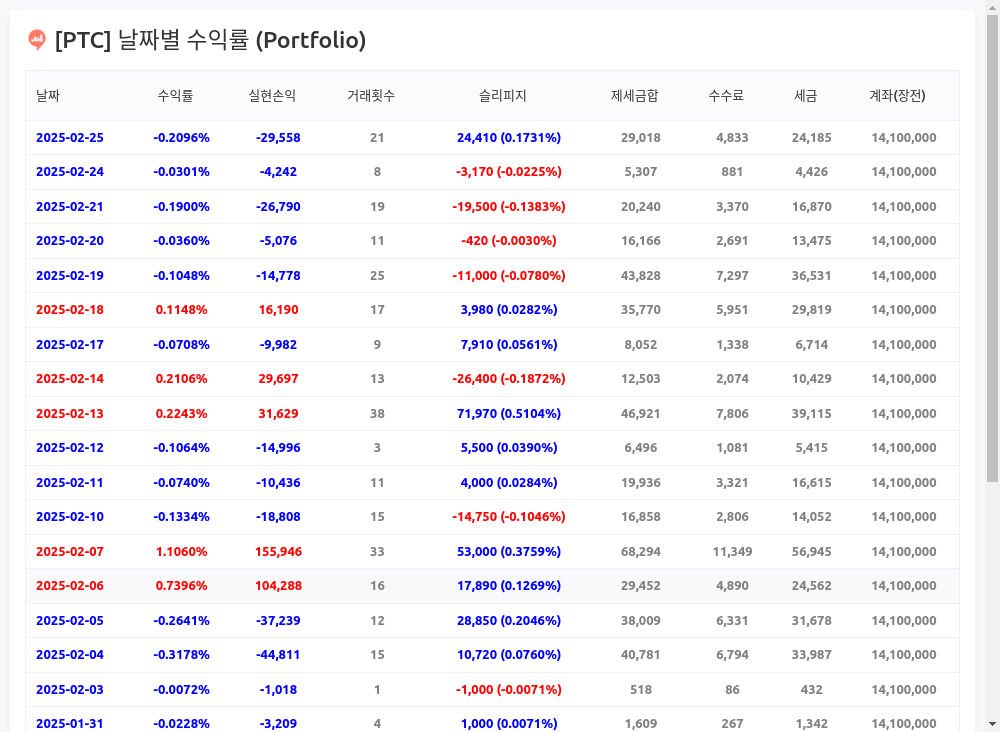 [PTC] 날짜별 수익률 (Portfolio)
날짜 수익률 실현손익 거래횟수 슬리피지 제세금합 수수료 세금 계좌(장전)
2025-02-25 -0.2096% -29,558 21 24,410 (0.1731%) 29,018 4,833 24,185 14,100,000
2025-02-24 -0.0301% -4,242 8 -3,170 (-0.0225%) 5,307 881 4,426 14,100,000
2025-02-21 -0.1900% -26,790 19 -19,500 (-0.1383%) 20,240 3,370 16,870 14,100,000
2025-02-20 -0.0360% -5,076 11 -420 (-0.0030%) 16,166 2,691 13,475 14,100,000
2025-02-19 -0.1048% -14,778 25 -11,000 (-0.0780%) 43,828 7,297 36,531 14,100,000
2025-02-18 0.1148% 16,190 17 3,980 (0.0282%) 35,770 5,951 29,819 14,100,000
2025-02-17 -0.0708% -9,982 9 7,910 (0.0561%) 8,052 1,338 6,714 14,100,000
2025-02-14 0.2106% 29,697 13 -26,400 (-0.1872%) 12,503 2,074 10,429 14,100,000
2025-02-13 0.2243% 31,629 38 71,970 (0.5104%) 46,921 7,806 39,115 14,100,000
2025-02-12 -0.1064% -14,996 3 5,500 (0.0390%) 6,496 1,081 5,415 14,100,000
2025-02-11 -0.0740% -10,436 11 4,000 (0.0284%) 19,936 3,321 16,615 14,100,000
2025-02-10 -0.1334% -18,808 15 -14,750 (-0.1046%) 16,858 2,806 14,052 14,100,000
2025-02-07 1.1060% 155,946 33 53,000 (0.3759%) 68,294 11,349 56,945 14,100,000
2025-02-06 0.7396% 104,288 16 17,890 (0.1269%) 29,452 4,890 24,562 14,100,000
2025-02-05 -0.2641% -37,239 12 28,850 (0.2046%) 38,009 6,331 31,678 14,100,000
2025-02-04 -0.3178% -44,811 15 10,720 (0.0760%) 40,781 6,794 33,987 14,100,000
2025-02-03 -0.0072% -1,018 1 -1,000 (-0.0071%) 518 86 432 14,100,000
2025-01-31 -0.0228% -3,209 4 1,000 (0.0071%) 1,609 267 1,342 14,100,000